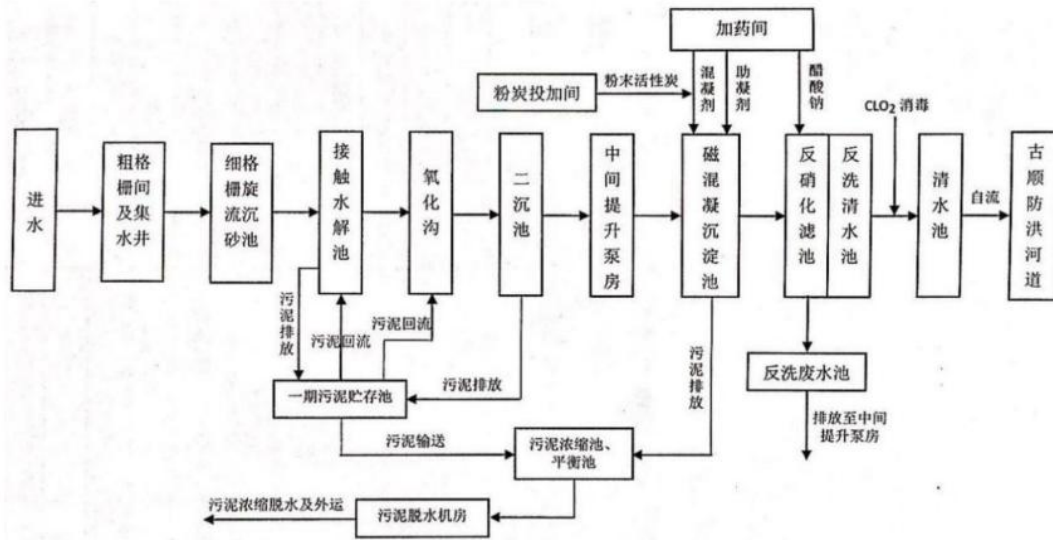 加药间
粉炭投加间
粉末活性炭
混凝剂
助凝剂
醋酸钠
CLO2 消毒
进水
粗格
栅间
及集
水井
细格
栅旋
流沉
砂池
接触水解池
氧化沟
二沉池
中间提升泵房
磁混凝沉淀池
反硝化滤池
反洗清水池
清水池
自流
古顺防洪河道
污泥排放
污泥回流
污泥回流
污泥排放
污泥排放
一期污泥贮存池
反洗废水池
污泥输送
污泥浓缩池、
平衡池
排放至中间
提升泵房
污泥浓缩脱水及外运
污泥脱水机房